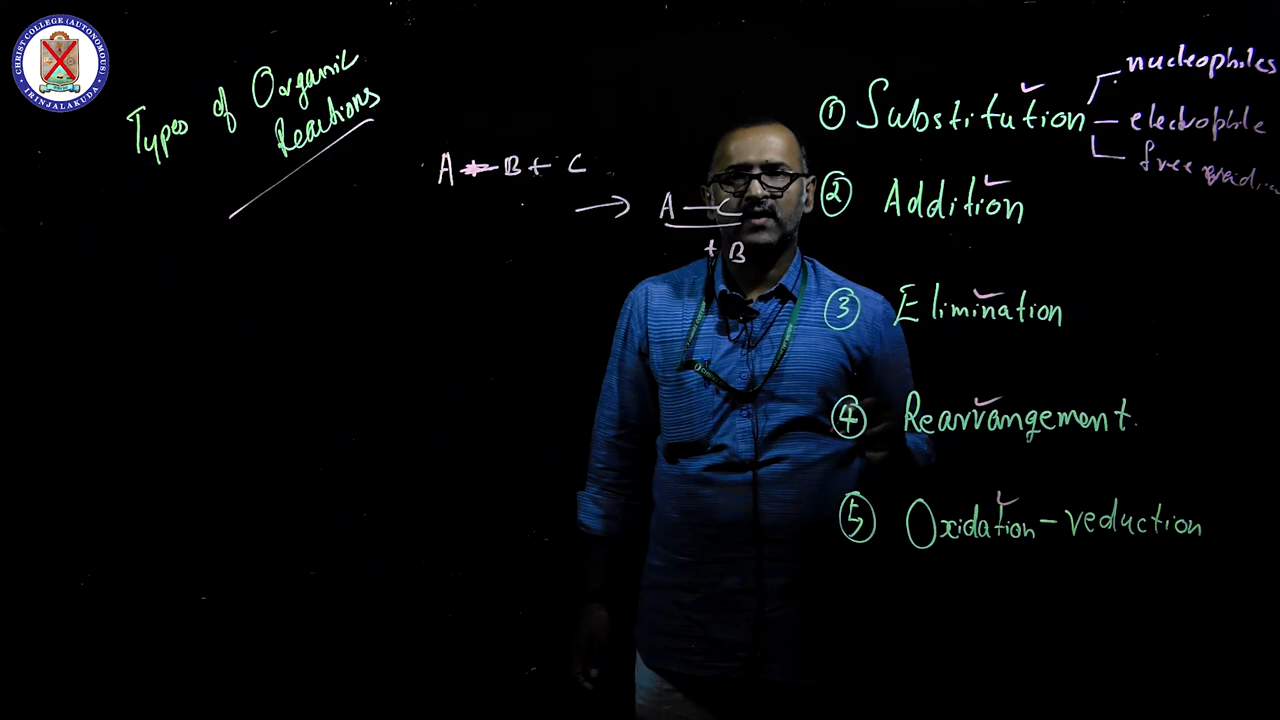 CHRIST COLLEGE (AUTONOMOUS)
IRINJALAKUDA
Types of Organic
Reactions
A - B + C
→ A - C
+ B
① Substitution
nucleophiles
electrophile
free
② Addition
③ Elimination
④ Rearrangement.
⑤ Oxidation - reduction